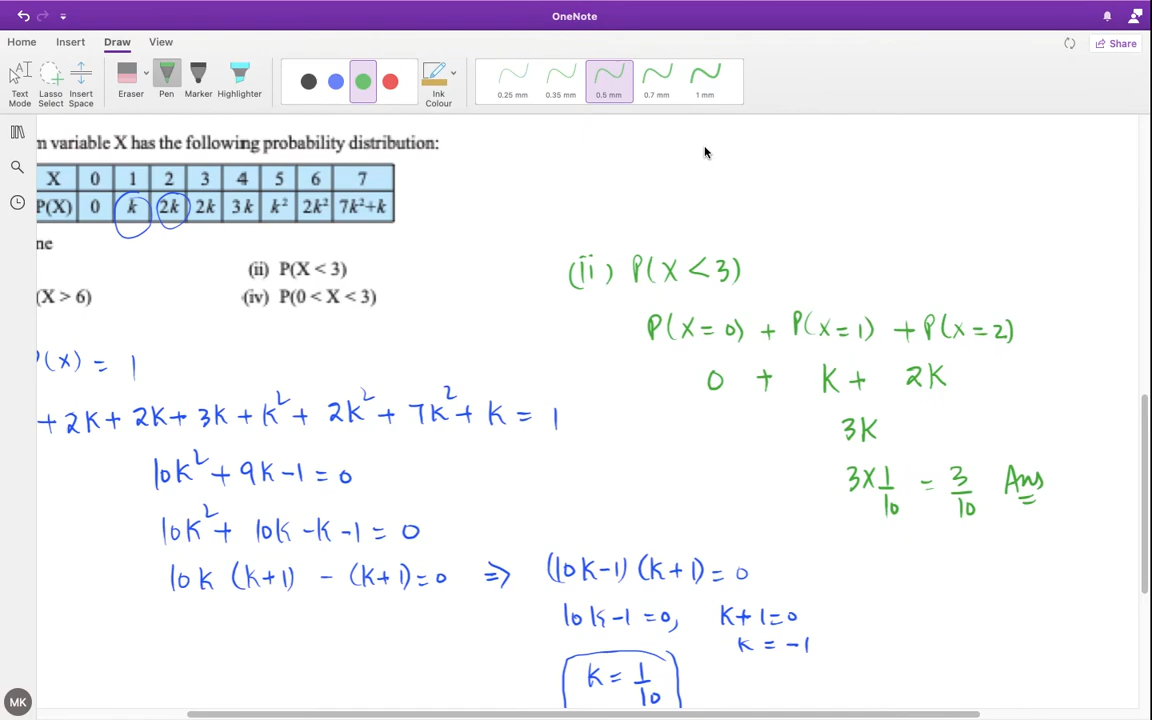 OneNote
Home Insert Draw View
Share
Text Mode Lasso Select Insert Space Eraser Pen Marker Highlighter Ink Colour 0.25 mm 0.35 mm 0.5 mm 0.7 mm 1 mm
m variable X has the following probability distribution:
X 0 1 2 3 4 5 6 7
P(X) 0 k 2k 2k 3k k² 2k² 7k²+k
ne
(ii) P(X < 3)
(X > 6) (iv) P(0 < X < 3)
(ii) P(X < 3)
P(X=0) + P(X=1) + P(X=2)
0 + K + 2K
3K
3×1/10 = 3/10 Ans
P(X) = 1
+ 2K + 2K + 3K + K² + 2K² + 7K² + K = 1
10K² + 9K - 1 = 0
10K² + 10K - K - 1 = 0
10K (K+1) - (K+1) = 0 ⇒ (10K-1) (K+1) = 0
10K-1=0, K+1=0
K = -1
K = 1/10
MK